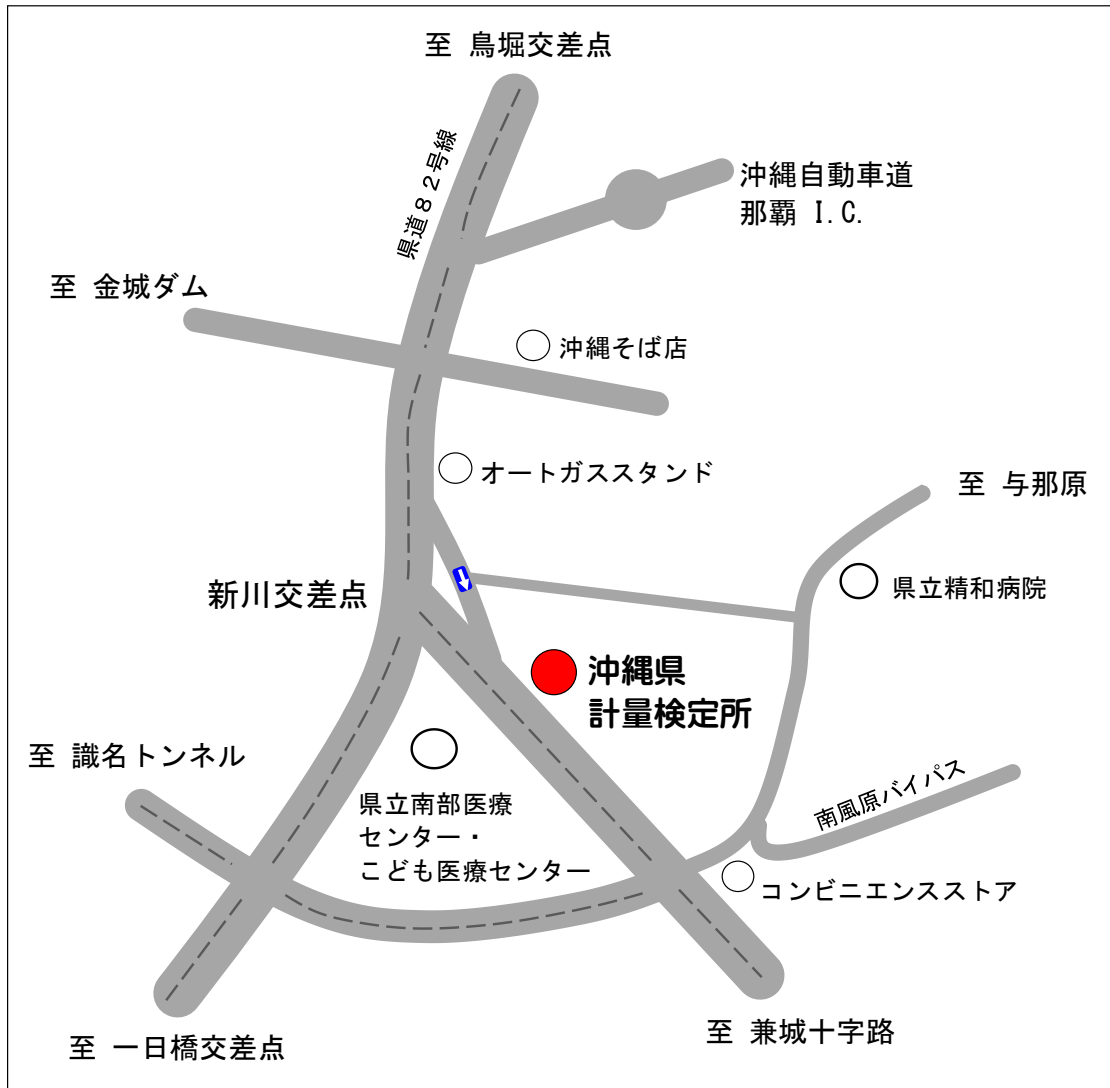 至 鳥堀交差点
県道８２号線
沖縄自動車道
那覇 I.C.
至 金城ダム
沖縄そば店
オートガススタンド
至 与那原
県立精和病院
新川交差点
沖縄県
計量検定所
至 識名トンネル
県立南部医療
センター・
こども医療センター
南風原バイパス
コンビニエンスストア
至 一日橋交差点
至 兼城十字路